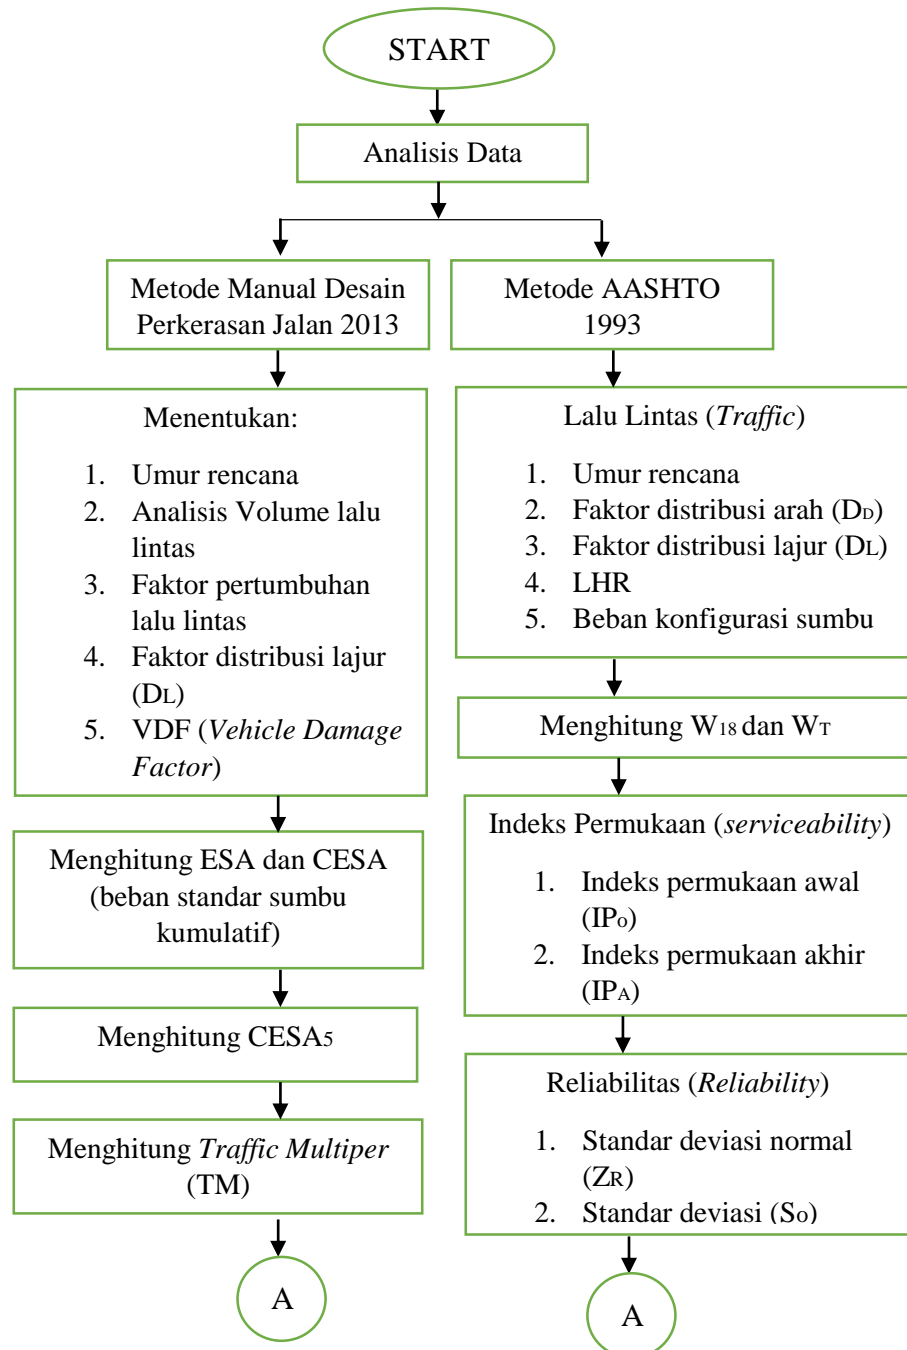 START
Analisis Data
Metode Manual Desain
Perkerasan Jalan 2013
Menentukan:
1. Umur rencana
2. Analisis Volume lalu
lintas
3. Faktor pertumbuhan
lalu lintas
4. Faktor distribusi lajur
(DL)
5. VDF (Vehicle Damage
Factor)
Menghitung ESA dan CESA
(beban standar sumbu
kumulatif)
Menghitung CESA5
Menghitung Traffic Multiper
(TM)
A
Metode AASHTO
1993
Lalu Lintas (Traffic)
1. Umur rencana
2. Faktor distribusi arah (DD)
3. Faktor distribusi lajur (DL)
4. LHR
5. Beban konfigurasi sumbu
Menghitung W18 dan WT
Indeks Permukaan (serviceability)
1. Indeks permukaan awal
(IPo)
2. Indeks permukaan akhir
(IPA)
Reliabilitas (Reliability)
1. Standar deviasi normal
(ZR)
2. Standar deviasi (So)
A